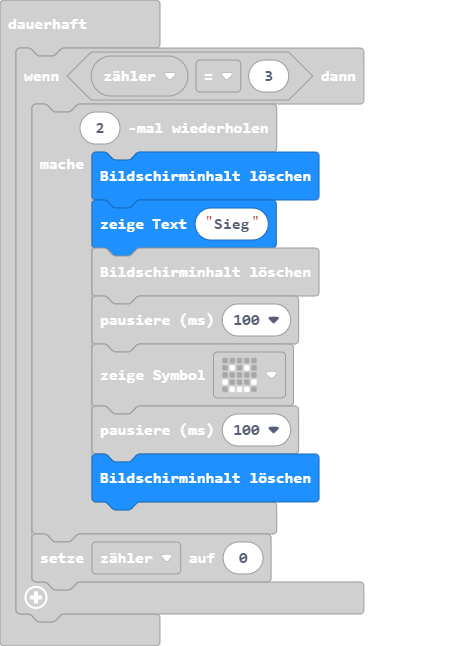 dauerhaft
wenn zähler = 3 dann
2 -mal wiederholen
mache
Bildschirminhalt löschen
zeige Text "Sieg"
Bildschirminhalt löschen
pausiere (ms) 100
zeige Symbol
pausiere (ms) 100
Bildschirminhalt löschen
setze zähler auf 0